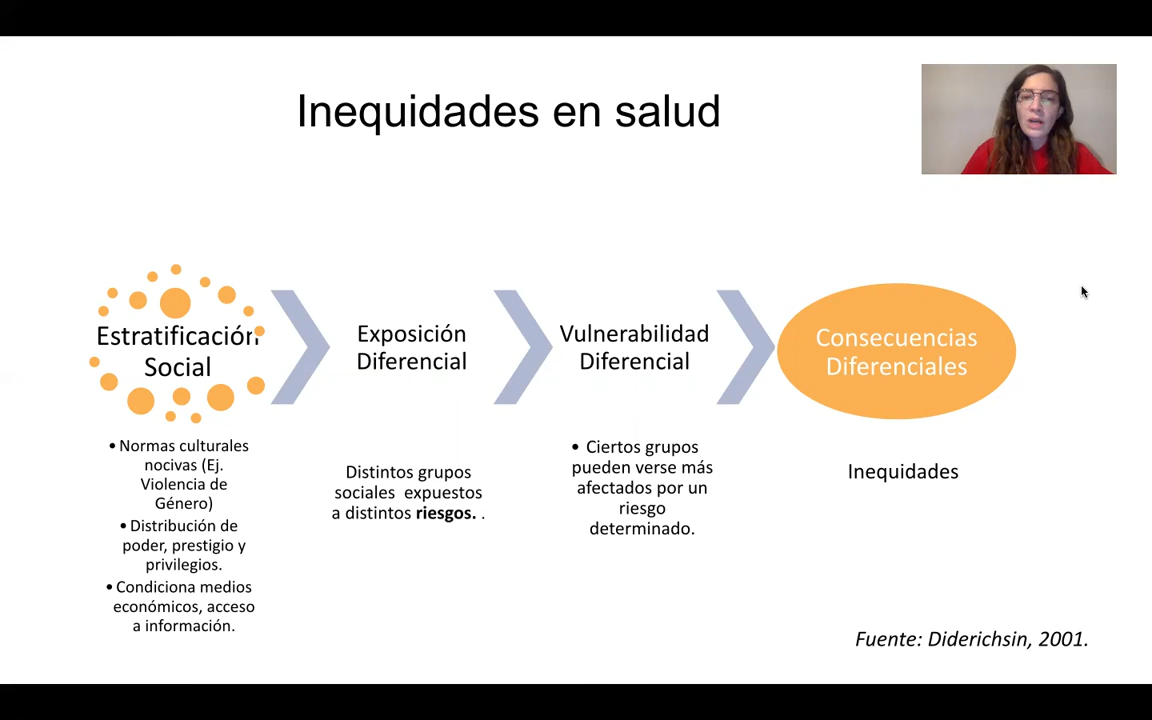 Inequidades en salud
Estratificación
Social
Exposición
Diferencial
Vulnerabilidad
Diferencial
Consecuencias
Diferenciales
• Normas culturales
nocivas (Ej.
Violencia de
Género)
• Distribución de
poder, prestigio y
privilegios.
• Condiciona medios
económicos, acceso
a información.
Distintos grupos
sociales expuestos
a distintos riesgos. .
• Ciertos grupos
pueden verse más
afectados por un
riesgo
determinado.
Inequidades
Fuente: Diderichsin, 2001.